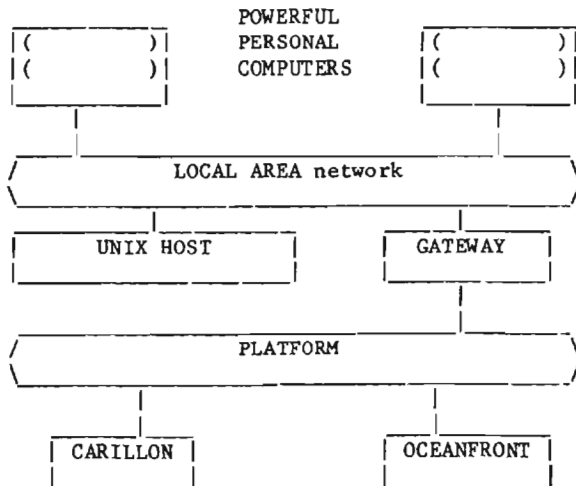 POWERFUL
PERSONAL
COMPUTERS
LOCAL AREA network
UNIX HOST
GATEWAY
PLATFORM
CARILLON
OCEANFRONT